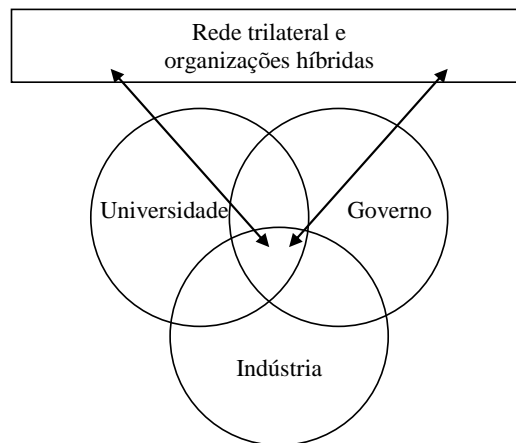 Rede trilateral e
organizações híbridas
Universidade
Governo
Indústria